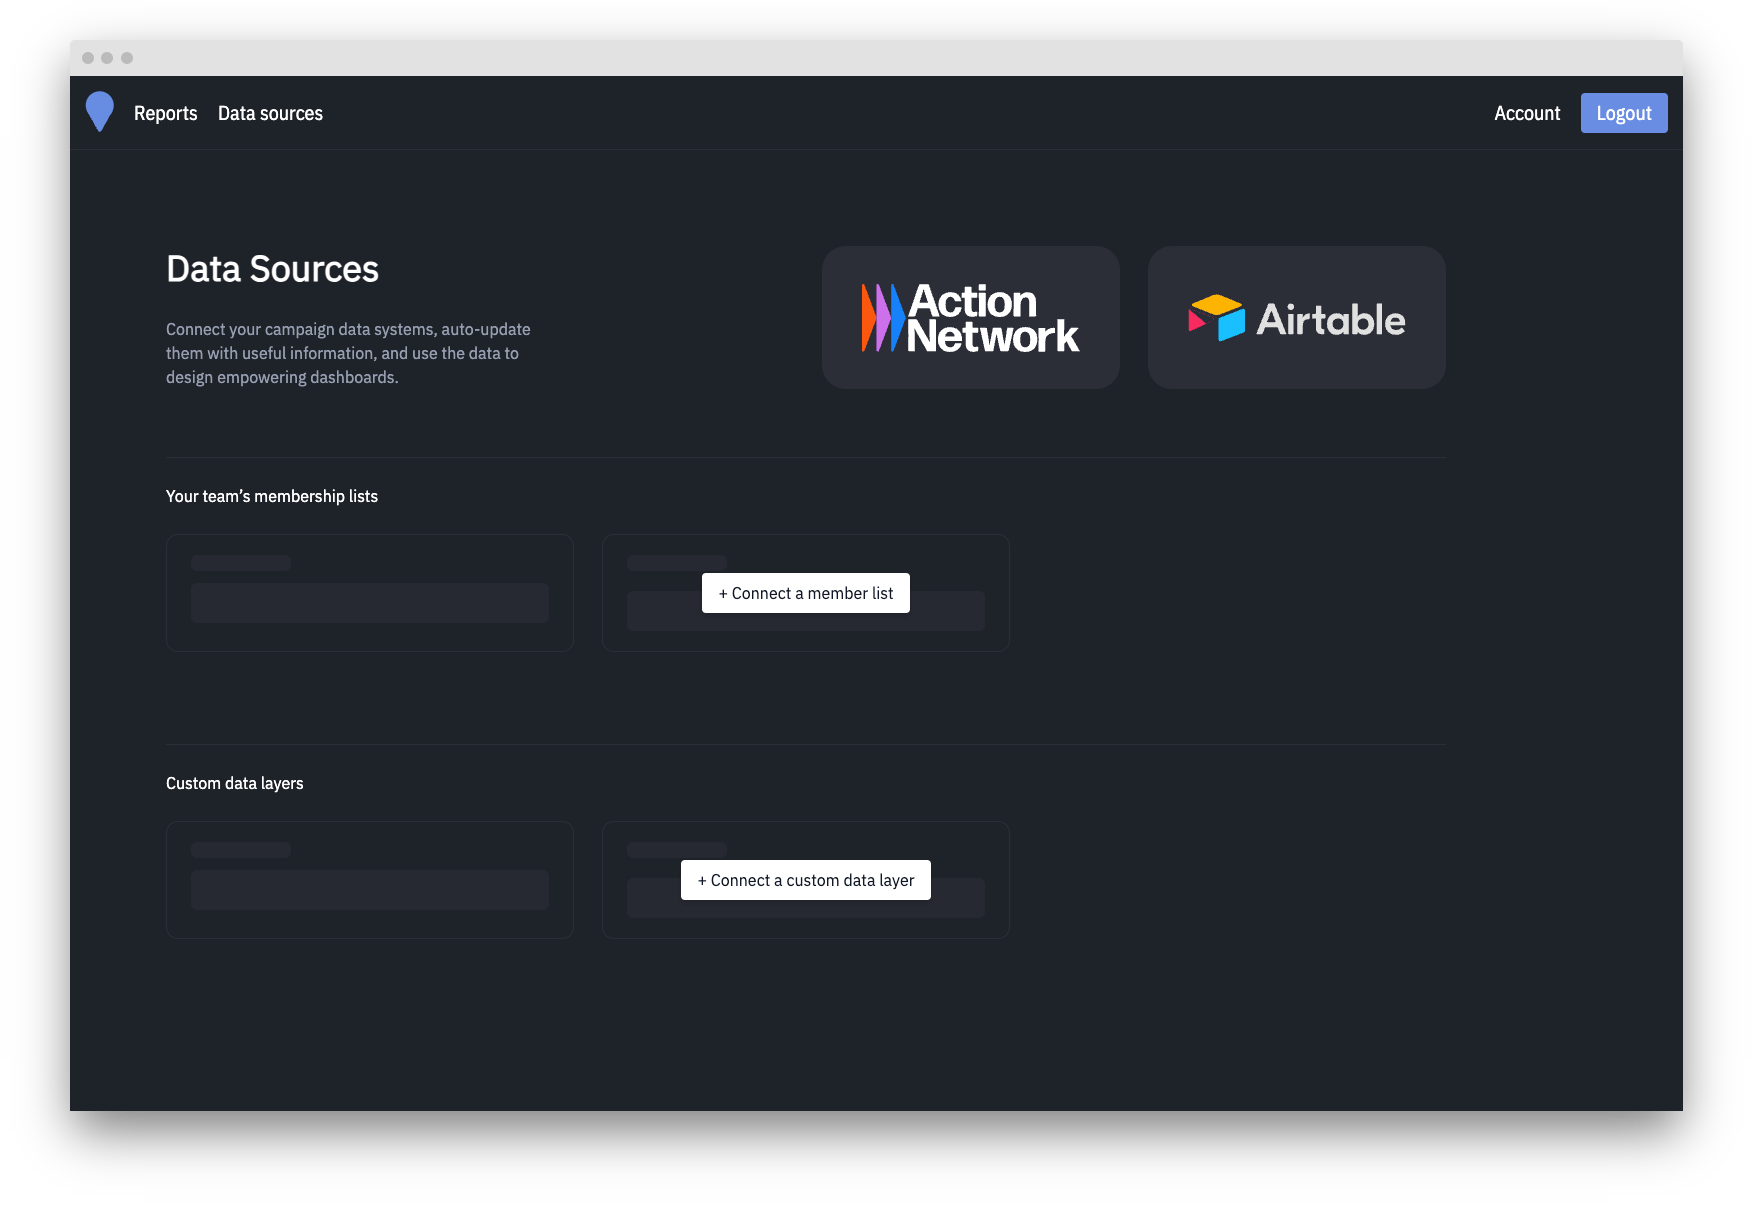 Reports
Data sources
Account
Logout
Data Sources
Connect your campaign data systems, auto-update
them with useful information, and use the data to
design empowering dashboards.
Action
Network
Airtable
Your team’s membership lists
+ Connect a member list
Custom data layers
+ Connect a custom data layer